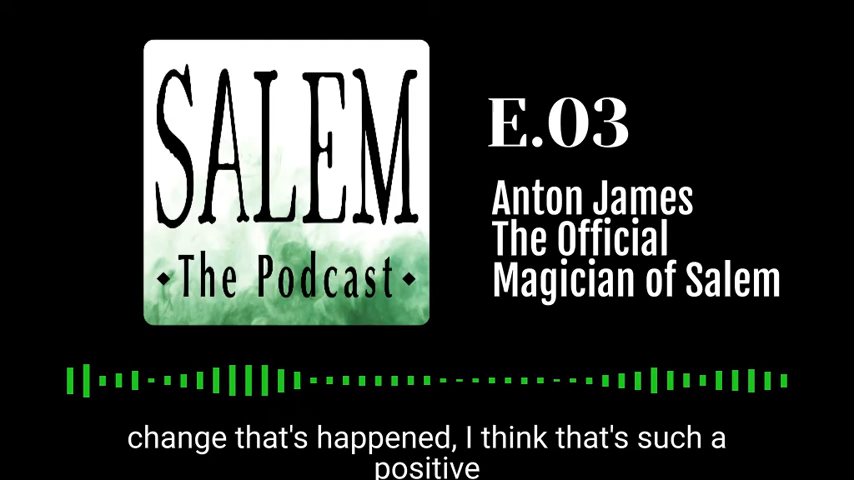 SALEM
The Podcast
E.03
Anton James
The Official
Magician of Salem
change that's happened, I think that's such a
positive